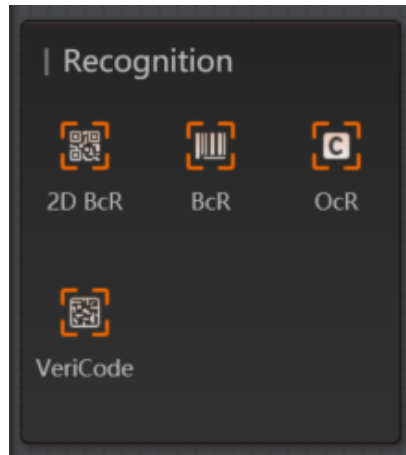 Recognition
2D BcR
BcR
C
OcR
VeriCode